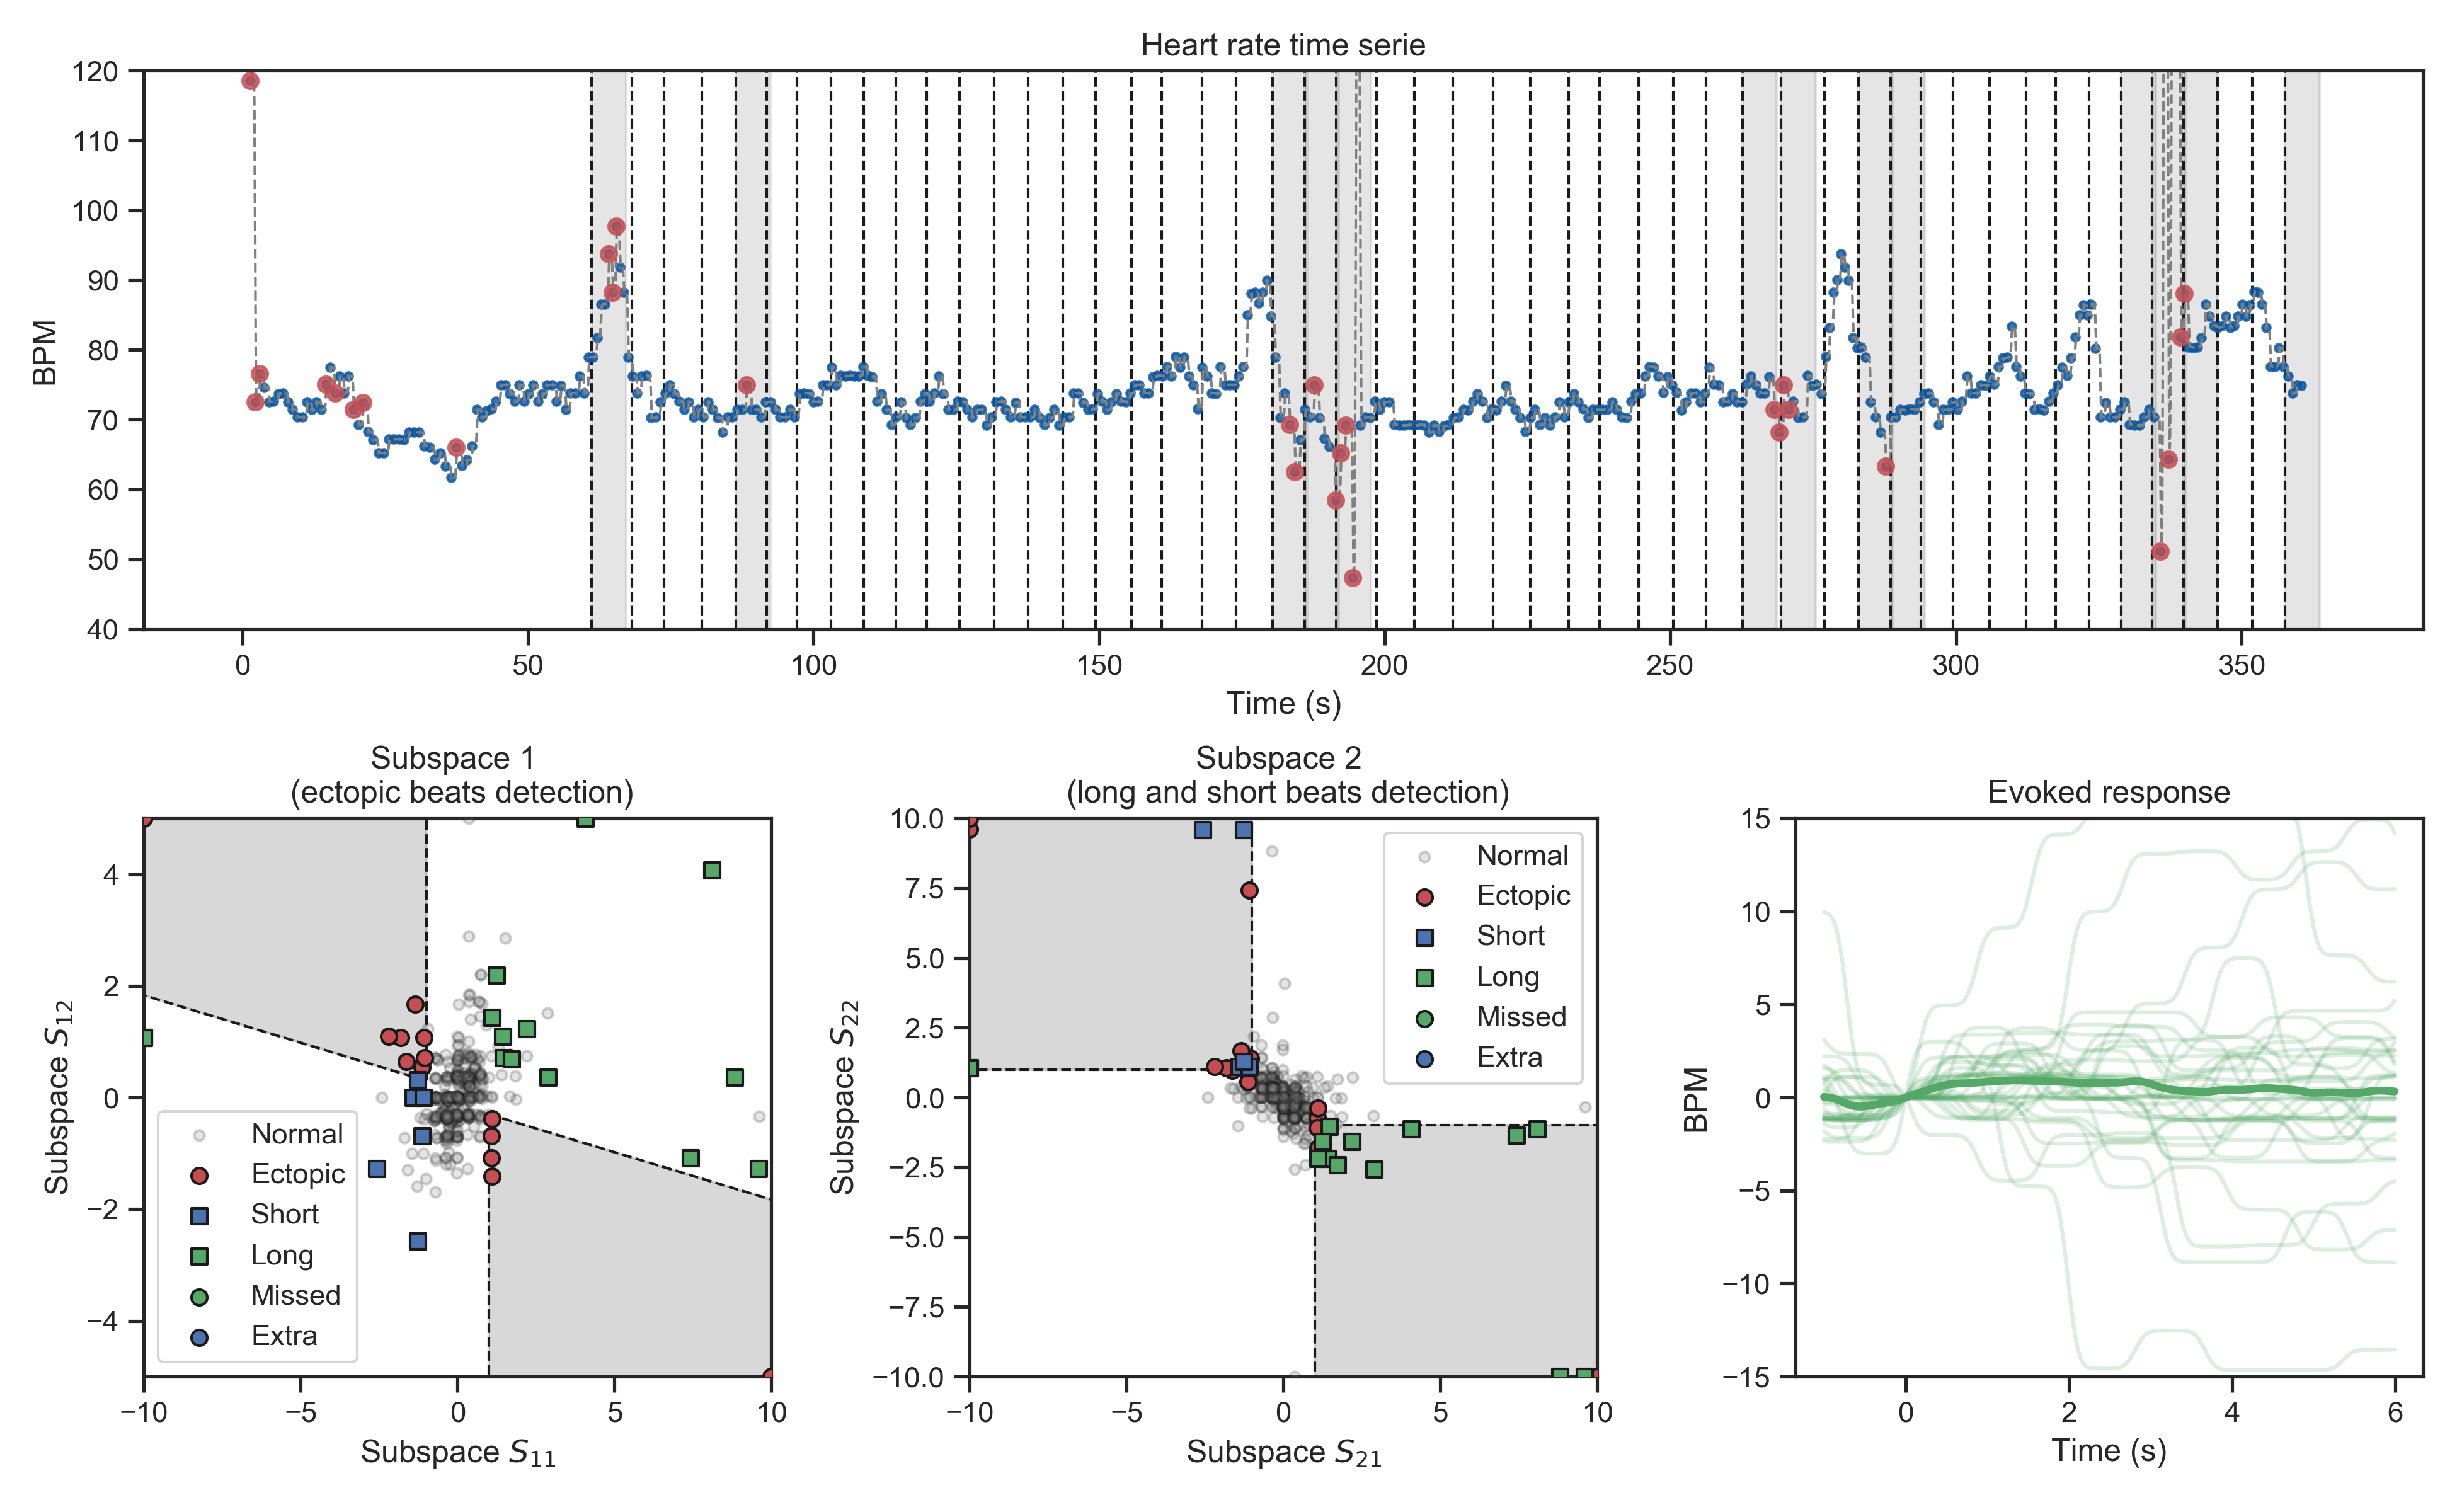 Heart rate time serie
120
110
100
90
80
70
60
50
40
BPM
0 50 100 150 200 250 300 350
Time (s)
Subspace 1
(ectopic beats detection)
4
2
0
−2
−4
Subspace S12
Normal
Ectopic
Short
Long
Missed
Extra
−10 −5 0 5 10
Subspace S11
Subspace 2
(long and short beats detection)
10.0
7.5
5.0
2.5
0.0
−2.5
−5.0
−7.5
−10.0
Subspace S22
Normal
Ectopic
Short
Long
Missed
Extra
−10 −5 0 5 10
Subspace S21
Evoked response
15
10
5
0
−5
−10
−15
BPM
0 2 4 6
Time (s)